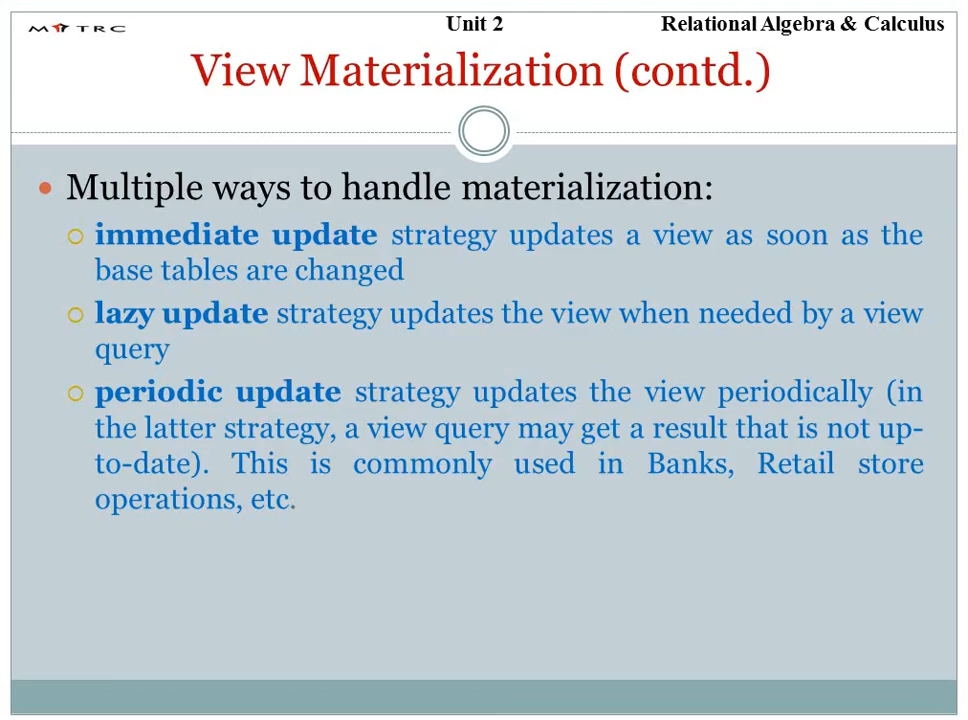 M TRC
Unit 2
Relational Algebra & Calculus
View Materialization (contd.)
Multiple ways to handle materialization:
immediate update strategy updates a view as soon as the
base tables are changed
lazy update strategy updates the view when needed by a view
query
periodic update strategy updates the view periodically (in
the latter strategy, a view query may get a result that is not up-
to-date). This is commonly used in Banks, Retail store
operations, etc.